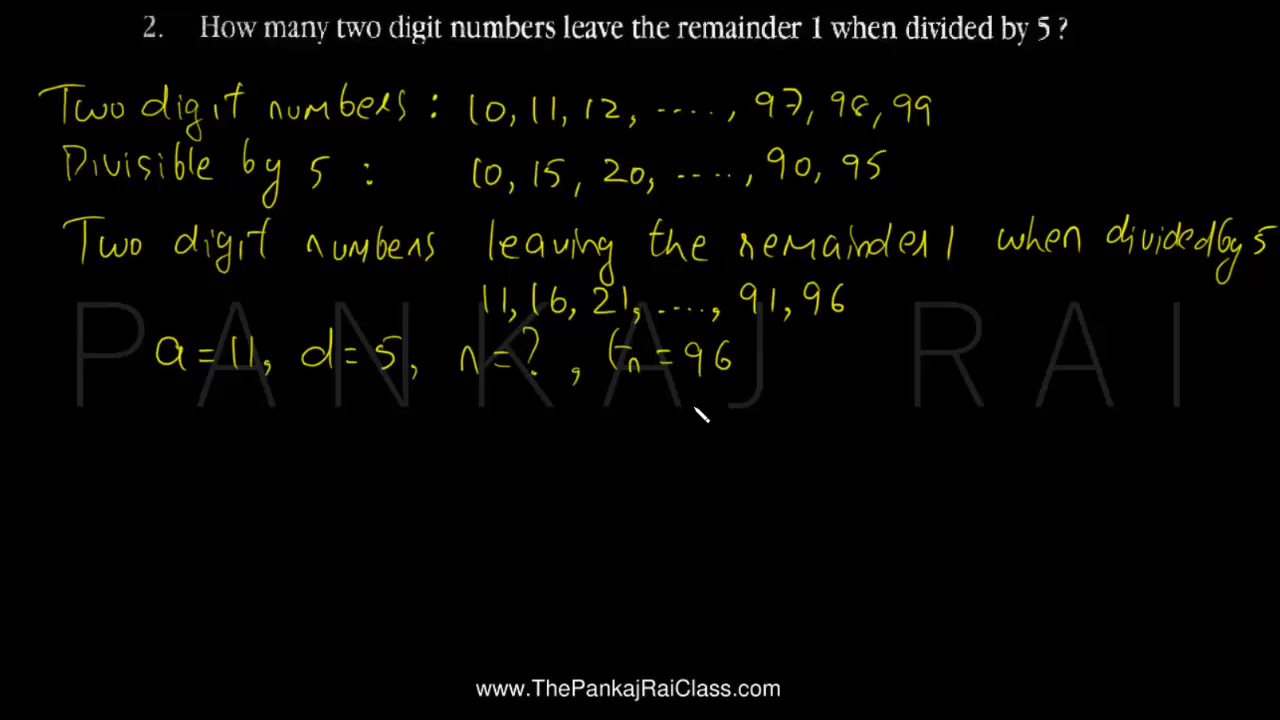 2. How many two digit numbers leave the remainder 1 when divided by 5 ?
Two digit numbers : 10, 11, 12, ...., 97, 98, 99
Divisible by 5 : 10, 15, 20, ...., 90, 95
Two digit numbers leaving the remainder 1 when divided by 5
11, 16, 21, ...., 91, 96
a = 11, d = 5, n = ? , tn = 96
PANKAJ RAI
www.ThePankajRaiClass.com